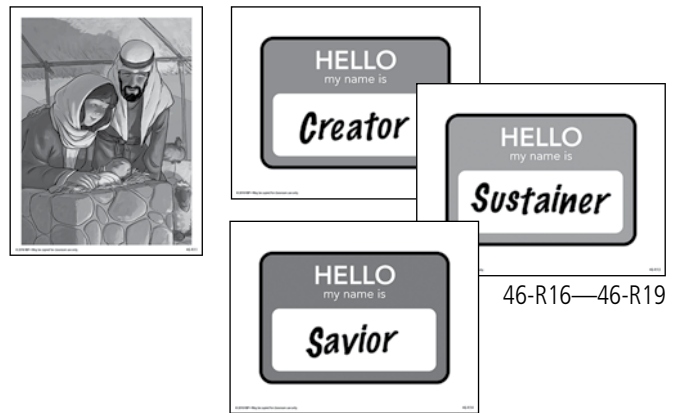 HELLO
my name is
Creator
HELLO
my name is
Sustainer
HELLO
my name is
Savior
46-R16—46-R19